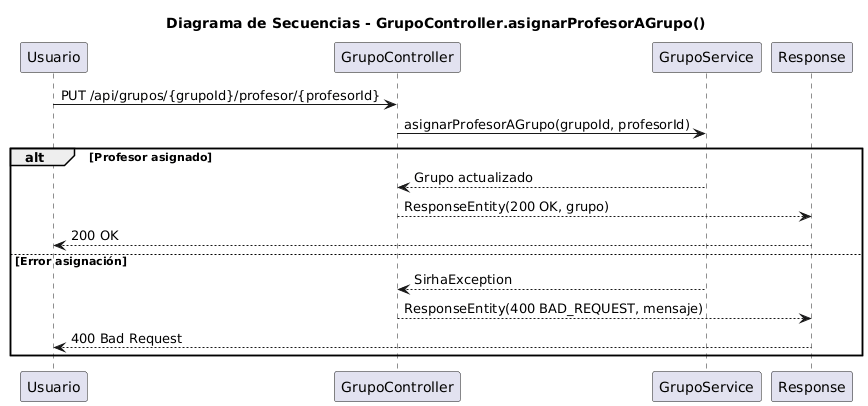 Diagrama de Secuencias - GrupoController.asignarProfesorAGrupo()
Usuario GrupoController GrupoService Response
PUT /api/grupos/{grupoId}/profesor/{profesorId}
asignarProfesorAGrupo(grupoId, profesorId)
alt [Profesor asignado]
Grupo actualizado
ResponseEntity(200 OK, grupo)
200 OK
[Error asignación]
SirhaException
ResponseEntity(400 BAD_REQUEST, mensaje)
400 Bad Request
Usuario GrupoController GrupoService Response